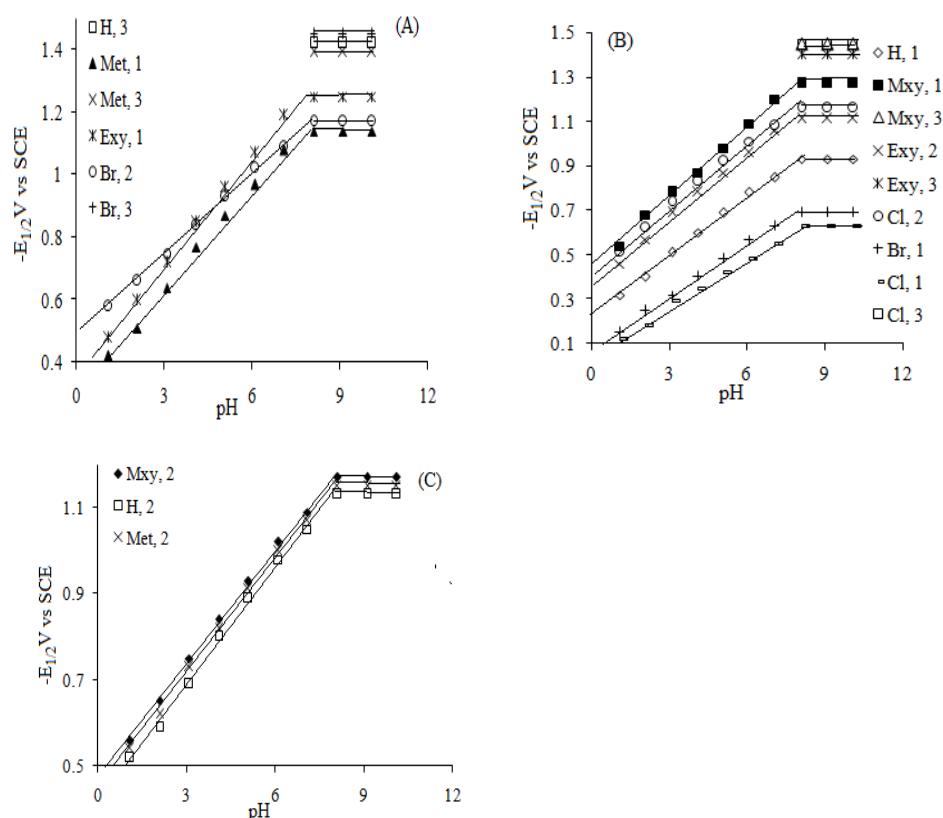 (A)
H, 3
Met, 1
Met, 3
Exy, 1
Br, 2
Br, 3
-E1/2V vs SCE
1.4
1.2
1
0.8
0.6
0.4
0 3 6 9 12
pH
(B)
H, 1
Mxy, 1
Mxy, 3
Exy, 2
Exy, 3
Cl, 2
Br, 1
Cl, 1
Cl, 3
-E1/2V vs SCE
1.5
1.3
1.1
0.9
0.7
0.5
0.3
0.1
0 3 6 9 12
pH
(C)
Mxy, 2
H, 2
Met, 2
-E1/2V vs SCE
1.1
0.9
0.7
0.5
0 3 6 9 12
pH